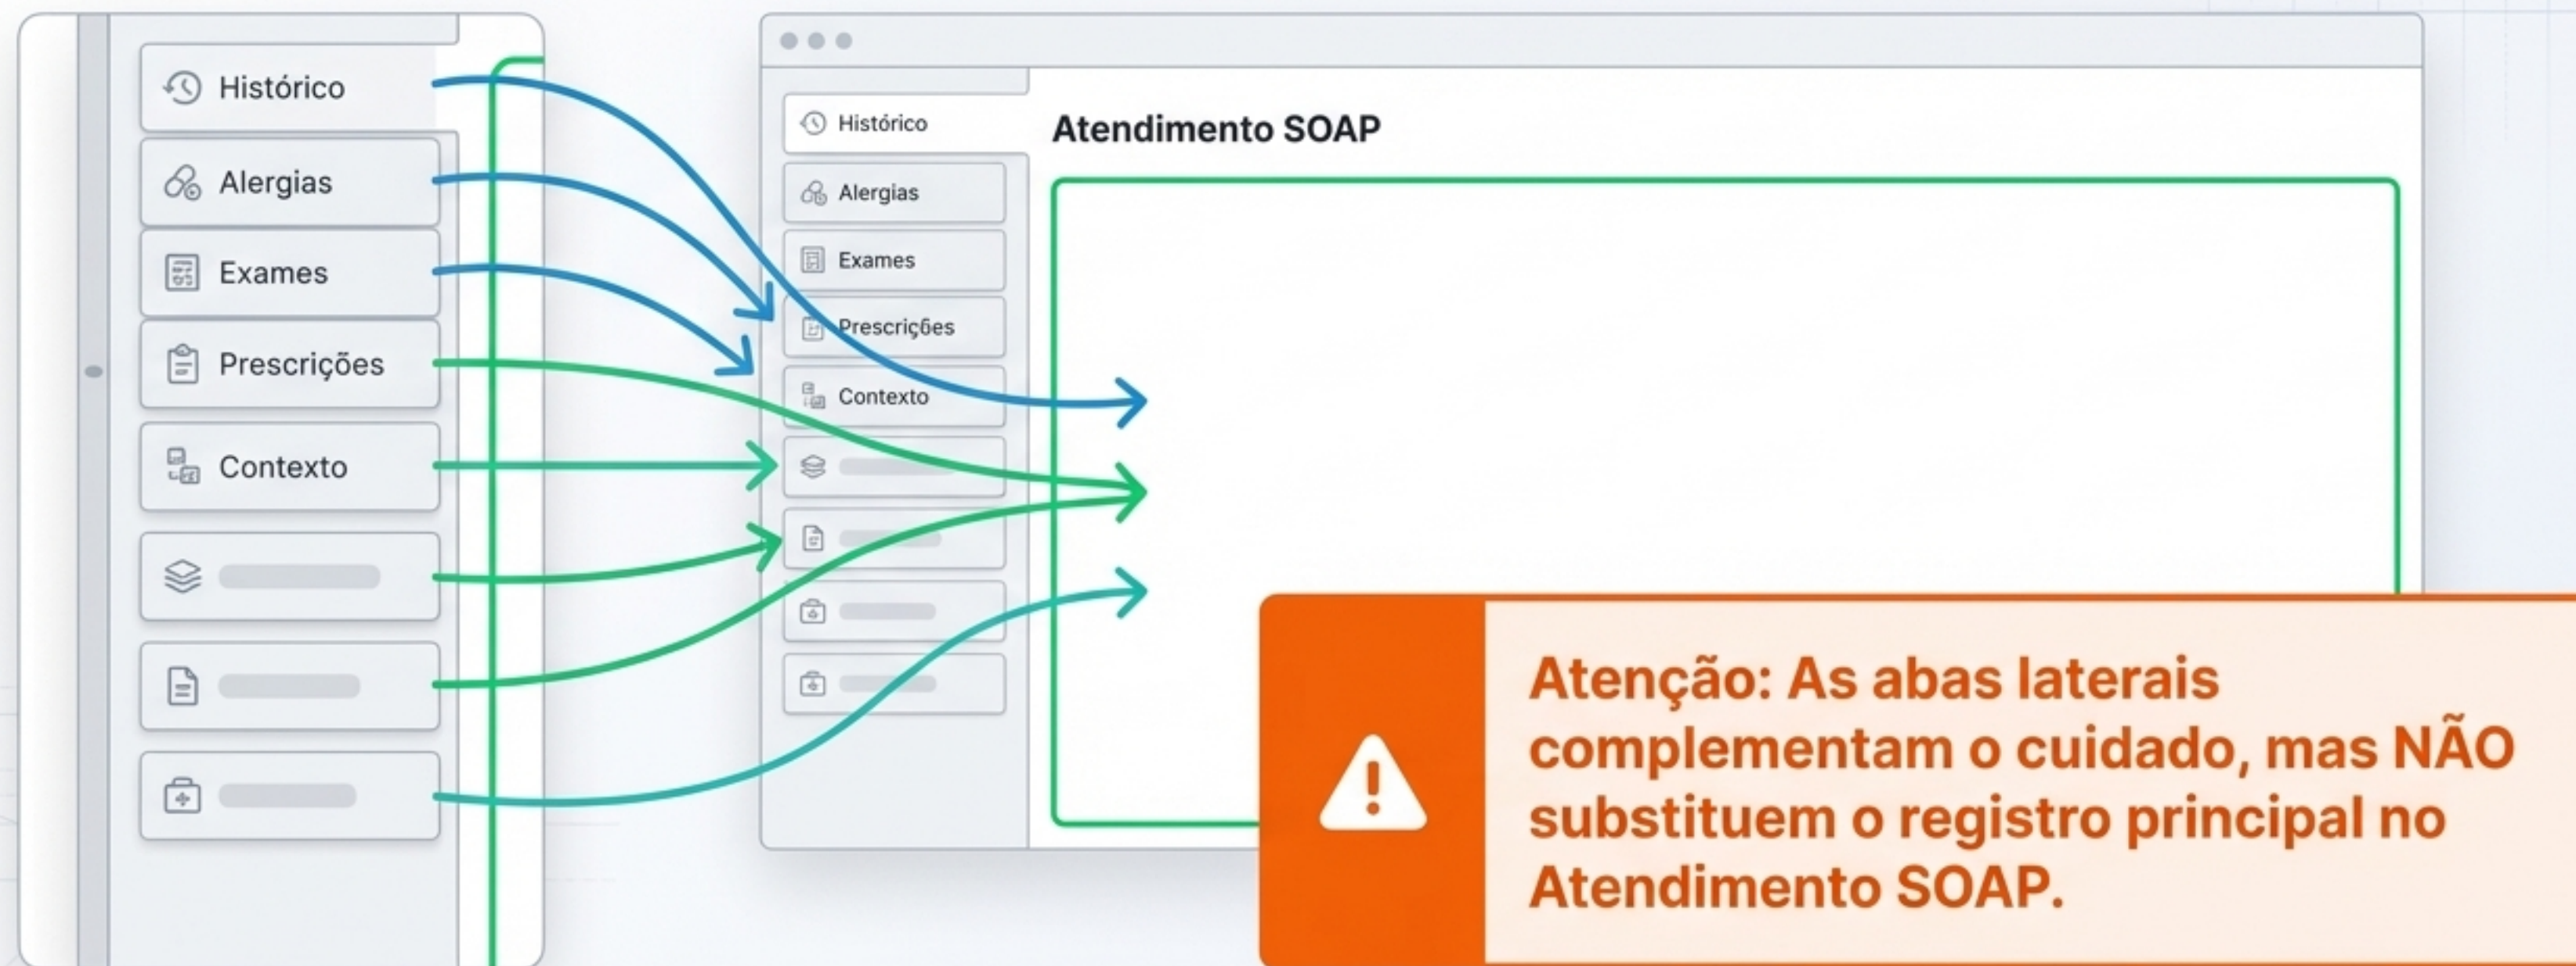 Histórico
Alergias
Exames
Prescrições
Contexto
Histórico
Alergias
Exames
Prescrições
Contexto
Atendimento SOAP
Atenção: As abas laterais
complementam o cuidado, mas NÃO
substituem o registro principal no
Atendimento SOAP.